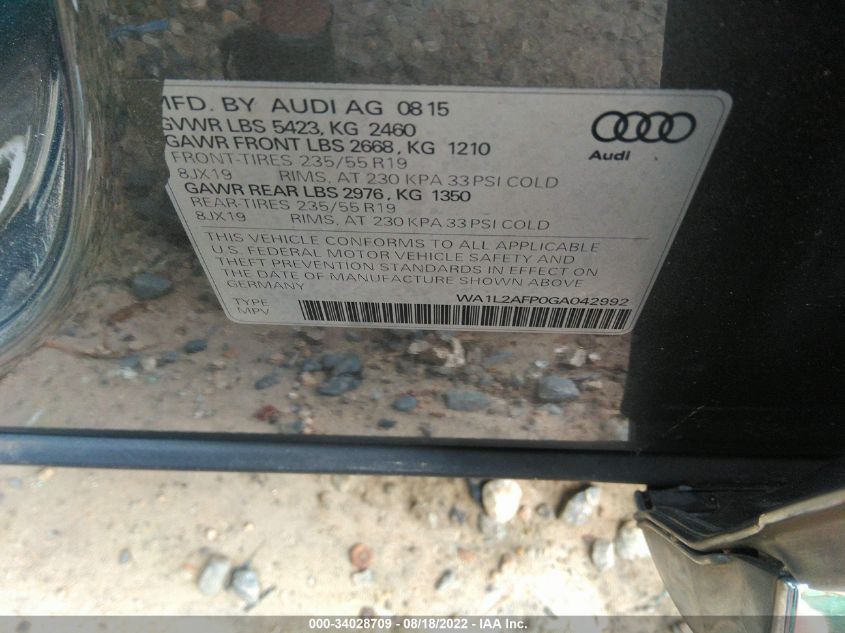 MFD. BY AUDI AG 08 15
GVWR LBS 5423, KG 2460
GAWR FRONT LBS 2668, KG 1210
FRONT-TIRES 235/55 R19
8JX19 RIMS, AT 230 KPA 33 PSI COLD
GAWR REAR LBS 2976, KG 1350
REAR-TIRES 235/55 R19
8JX19 RIMS, AT 230 KPA 33 PSI COLD
Audi
THIS VEHICLE CONFORMS TO ALL APPLICABLE
U.S. FEDERAL MOTOR VEHICLE SAFETY AND
THEFT PREVENTION STANDARDS IN EFFECT ON
THE DATE OF MANUFACTURE SHOWN ABOVE
GERMANY
WA1L2AFP0GA042992
TYPE
MPV
000-34028709 - 08/18/2022 - IAA Inc.